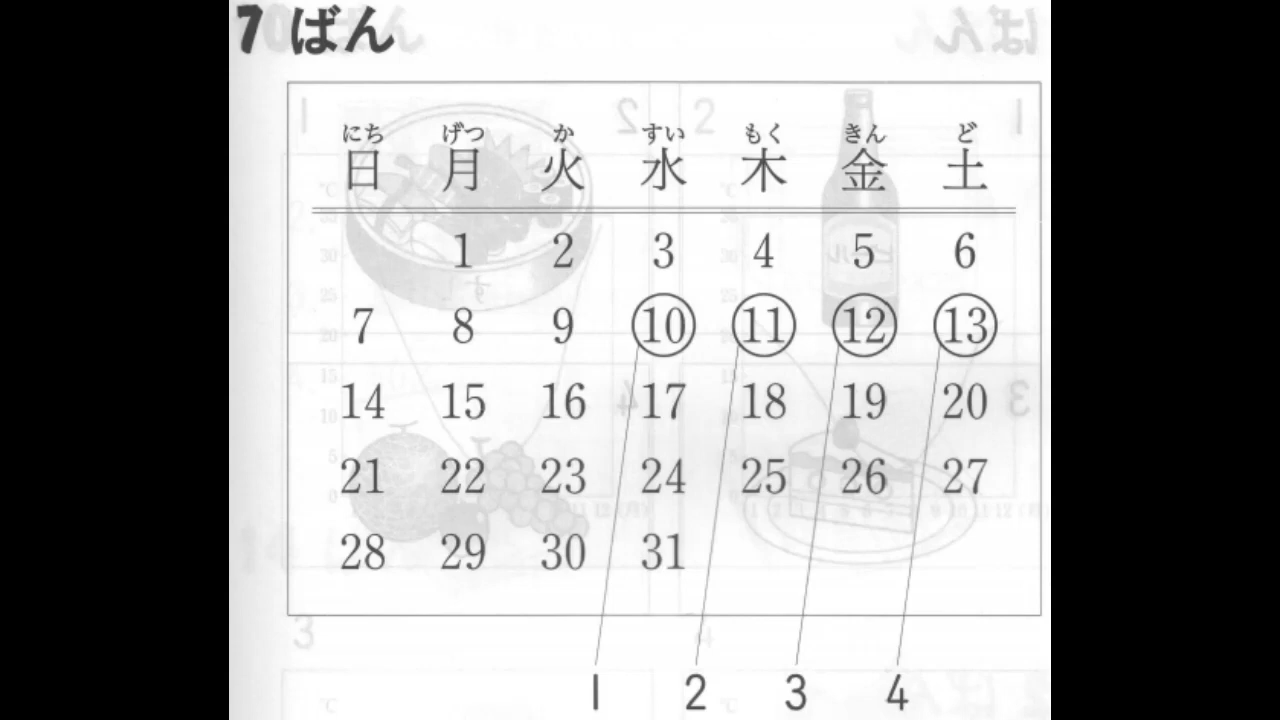 7 ばん
にち げつ か すい もく きん ど
日 月 火 水 木 金 土
1 2 3 4 5 6
7 8 9 10 11 12 13
14 15 16 17 18 19 20
21 22 23 24 25 26 27
28 29 30 31
1 2 3 4